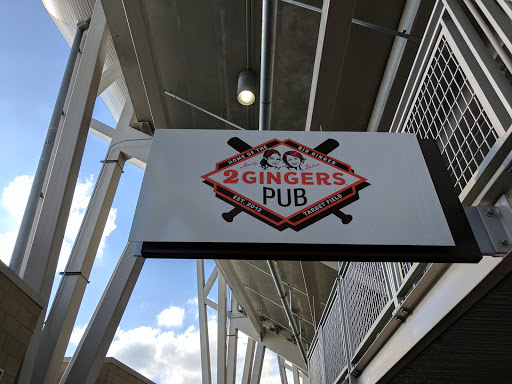 HOME OF THE BIG GINGER
2 GINGERS
PUB
EST. 2012 TARGET FIELD